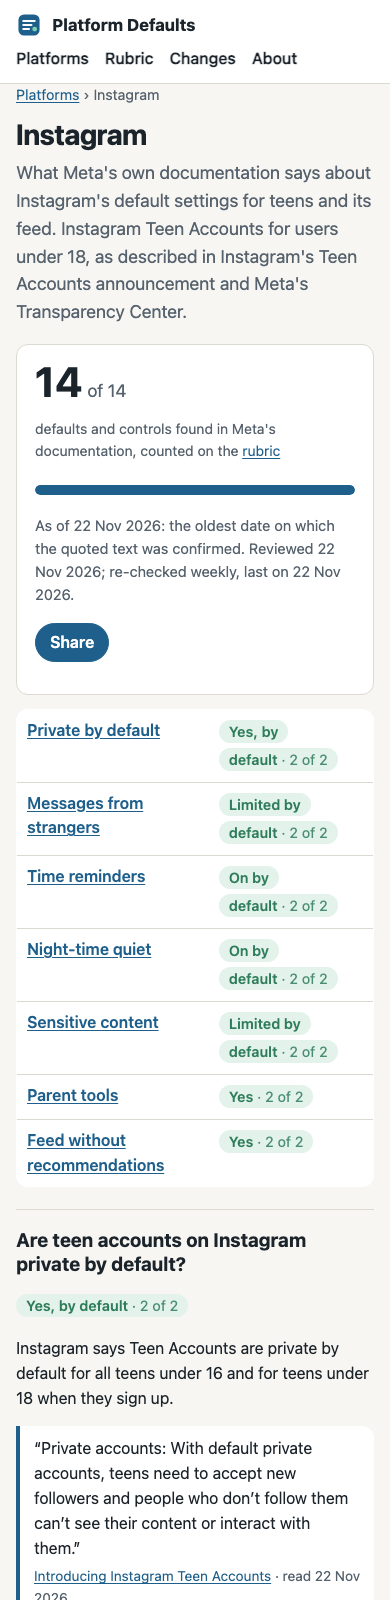 Platform Defaults
Platforms Rubric Changes About
Platforms › Instagram
Instagram
What Meta's own documentation says about
Instagram's default settings for teens and its
feed. Instagram Teen Accounts for users
under 18, as described in Instagram's Teen
Accounts announcement and Meta's
Transparency Center.
14 of 14
defaults and controls found in Meta's
documentation, counted on the rubric
As of 22 Nov 2026: the oldest date on which
the quoted text was confirmed. Reviewed 22
Nov 2026; re-checked weekly, last on 22 Nov
2026.
Share
Private by default
Yes, by
default · 2 of 2
Messages from
strangers
Limited by
default · 2 of 2
Time reminders
On by
default · 2 of 2
Night-time quiet
On by
default · 2 of 2
Sensitive content
Limited by
default · 2 of 2
Parent tools
Yes · 2 of 2
Feed without
recommendations
Yes · 2 of 2
Are teen accounts on Instagram
private by default?
Yes, by default · 2 of 2
Instagram says Teen Accounts are private by
default for all teens under 16 and for teens under
18 when they sign up.
“Private accounts: With default private
accounts, teens need to accept new
followers and people who don’t follow them
can’t see their content or interact with
them.”
Introducing Instagram Teen Accounts · read 22 Nov
2026